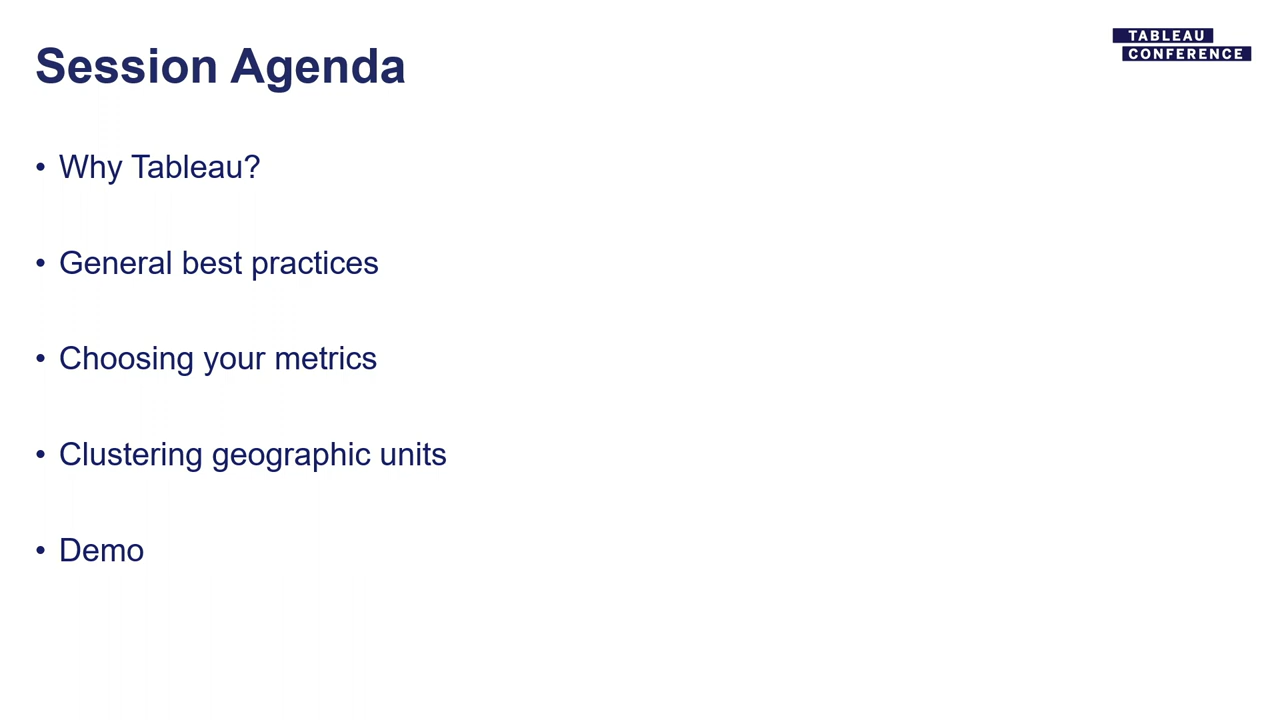 Session Agenda
TABLEAU
CONFERENCE
• Why Tableau?
• General best practices
• Choosing your metrics
• Clustering geographic units
• Demo